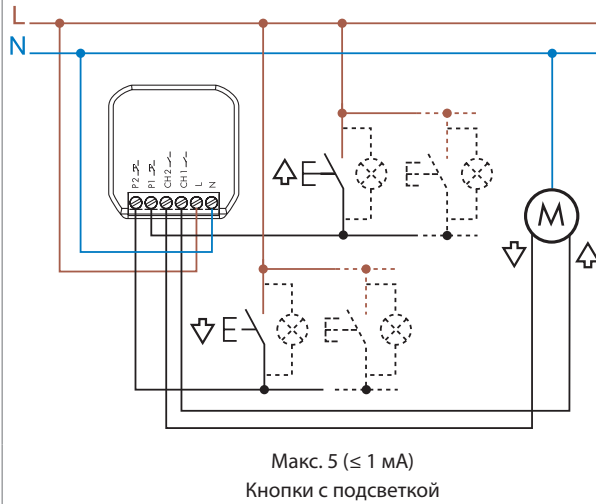 L
N
P2
P1
CH2
CH1
L
N
M
Макс. 5 (≤ 1 мА)
Кнопки с подсветкой